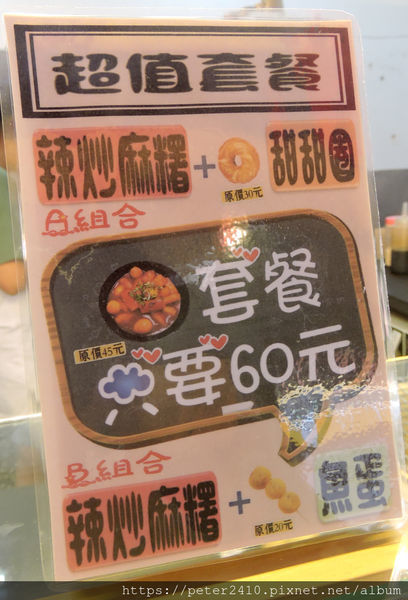 超值套餐
辣炒麻糬+甜甜圈
原價30元
A組合
套餐
原價45元
只要60元
B組合
辣炒麻糬+魚蛋
原價20元
https://peter2410.pixnet.net/album